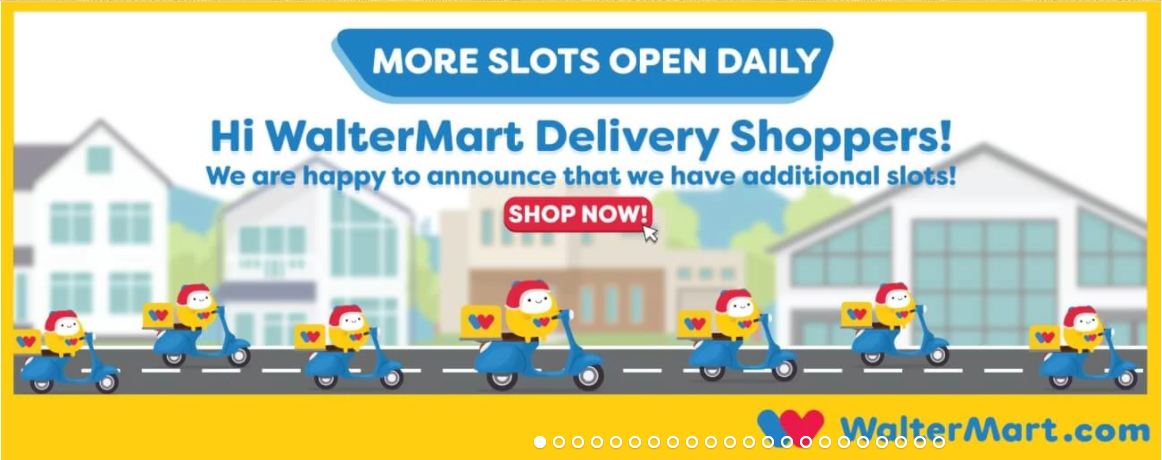 MORE SLOTS OPEN DAILY
Hi WalterMart Delivery Shoppers!
We are happy to announce that we have additional slots!
SHOP NOW!
WalterMart.com